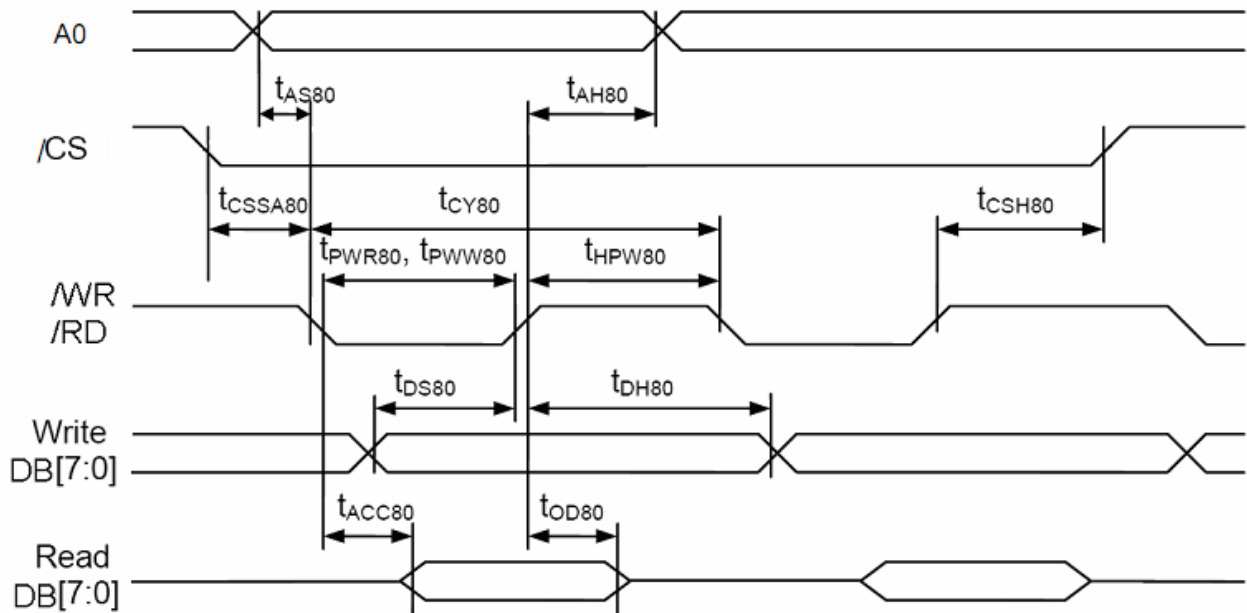 A0
tAS80 tAH80
/CS
tCSSA80 tCY80 tCSH80
tPWR80, tPWW80 tHPW80
/WR
/RD
tDS80 tDH80
Write
DB[7:0]
tACC80 tOD80
Read
DB[7:0]